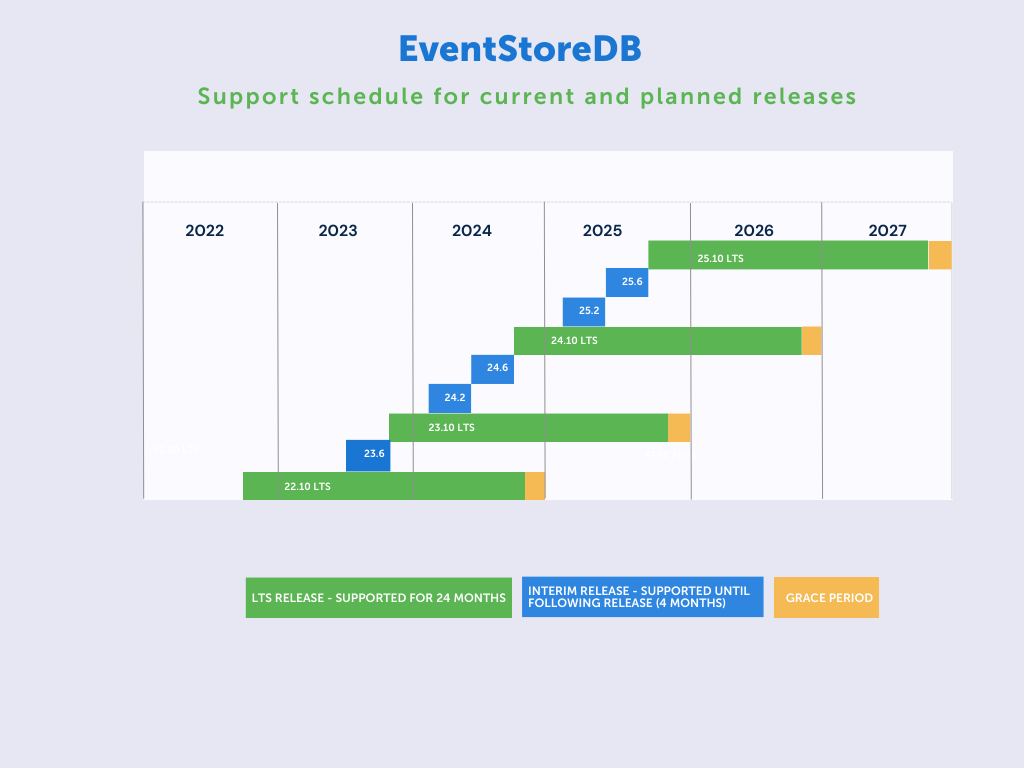 EventStoreDB
Support schedule for current and planned releases
2022 2023 2024 2025 2026 2027
25.10 LTS
25.6
25.2
24.10 LTS
24.6
24.2
23.10 LTS
23.6
22.10 LTS
LTS RELEASE - SUPPORTED FOR 24 MONTHS
INTERIM RELEASE - SUPPORTED UNTIL
FOLLOWING RELEASE (4 MONTHS)
GRACE PERIOD